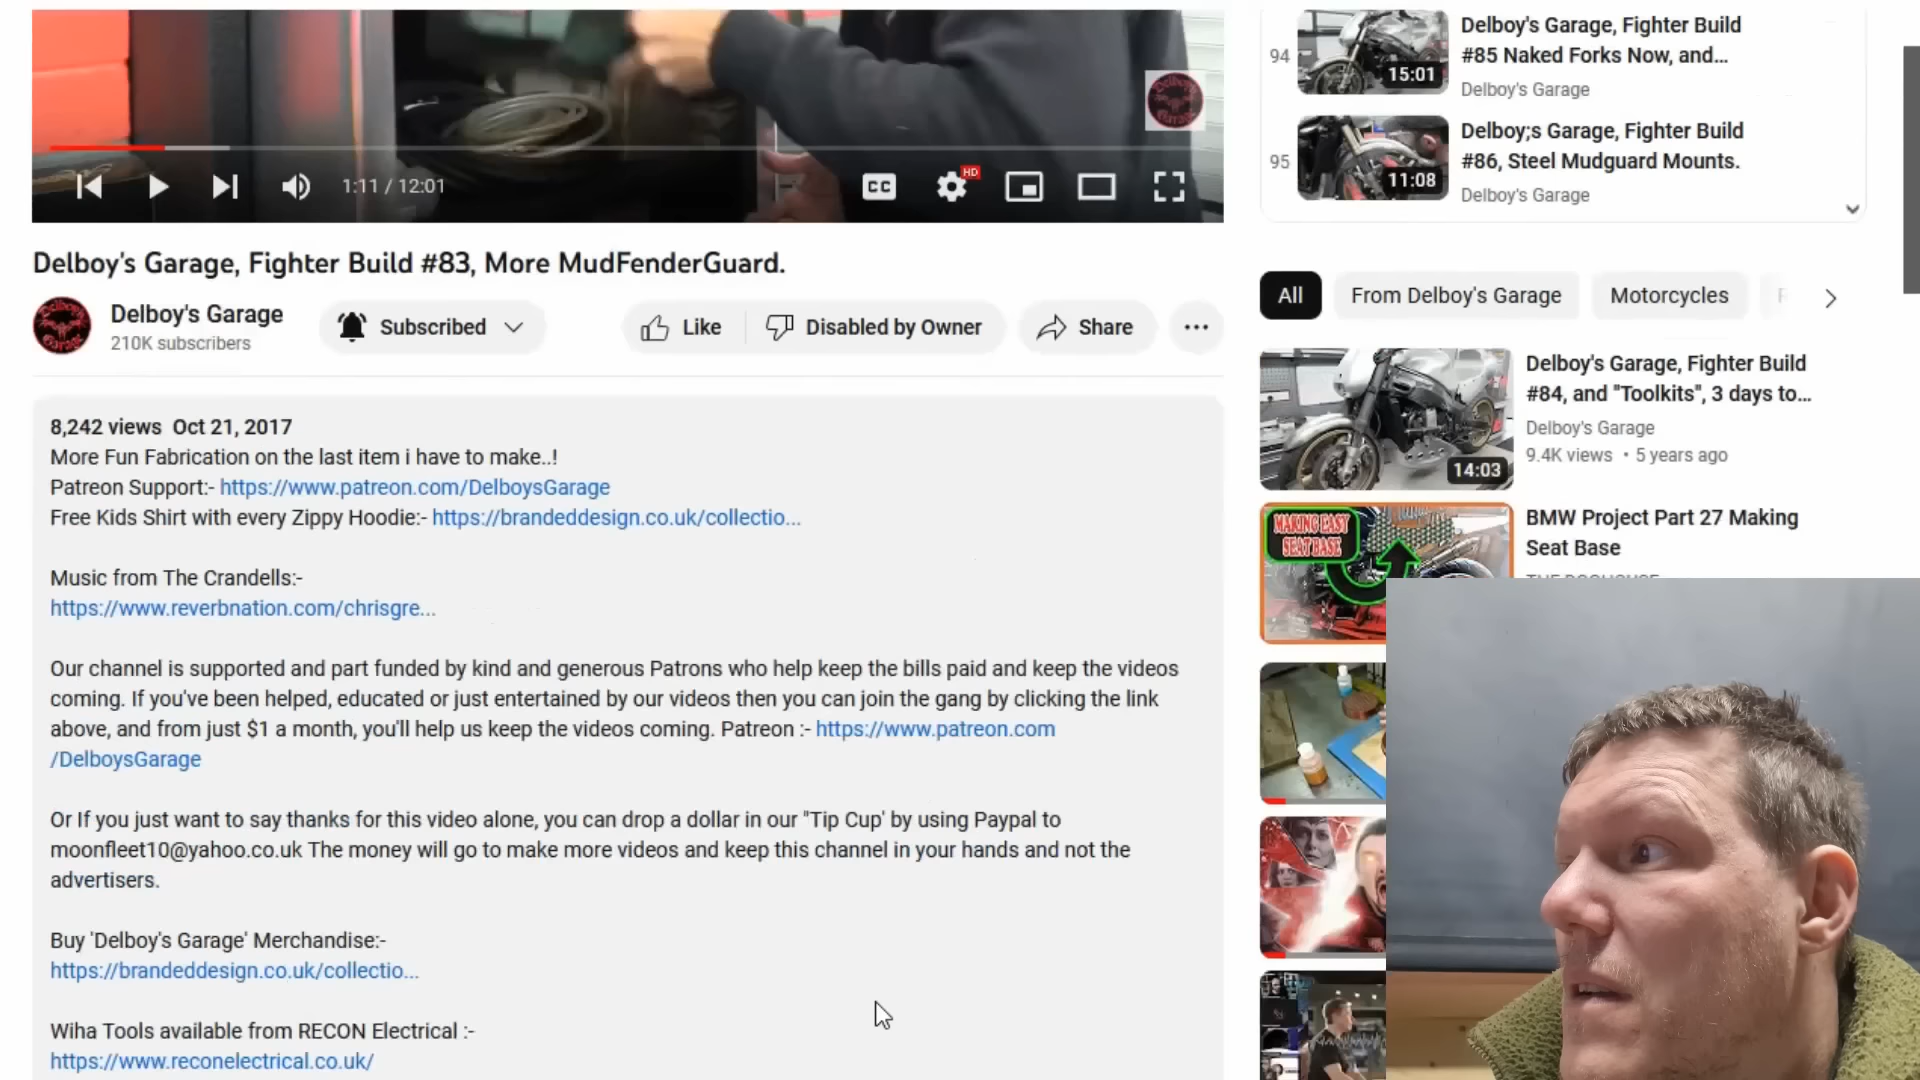 1:11 / 12:01
CC
HD
Delboy's Garage, Fighter Build #83, More MudFenderGuard.
Delboy's Garage
210K subscribers
Subscribed
Like
Disabled by Owner
Share
8,242 views Oct 21, 2017
More Fun Fabrication on the last item i have to make..!
Patreon Support:- https://www.patreon.com/DelboysGarage
Free Kids Shirt with every Zippy Hoodie:- https://brandeddesign.co.uk/collectio...
Music from The Crandells:-
https://www.reverbnation.com/chrisgre...
Our channel is supported and part funded by kind and generous Patrons who help keep the bills paid and keep the videos
coming. If you've been helped, educated or just entertained by our videos then you can join the gang by clicking the link
above, and from just $1 a month, you'll help us keep the videos coming. Patreon :- https://www.patreon.com
/DelboysGarage
Or If you just want to say thanks for this video alone, you can drop a dollar in our "Tip Cup' by using Paypal to
moonfleet10@yahoo.co.uk The money will go to make more videos and keep this channel in your hands and not the
advertisers.
Buy 'Delboy's Garage' Merchandise:-
https://brandeddesign.co.uk/collectio...
Wiha Tools available from RECON Electrical :-
https://www.reconelectrical.co.uk/
94
15:01
Delboy's Garage, Fighter Build
#85 Naked Forks Now, and...
Delboy's Garage
95
11:08
Delboy;s Garage, Fighter Build
#86, Steel Mudguard Mounts.
Delboy's Garage
All
From Delboy's Garage
Motorcycles
14:03
Delboy's Garage, Fighter Build
#84, and "Toolkits", 3 days to...
Delboy's Garage
9.4K views • 5 years ago
MAKING EASY
SEAT BASE
BMW Project Part 27 Making
Seat Base